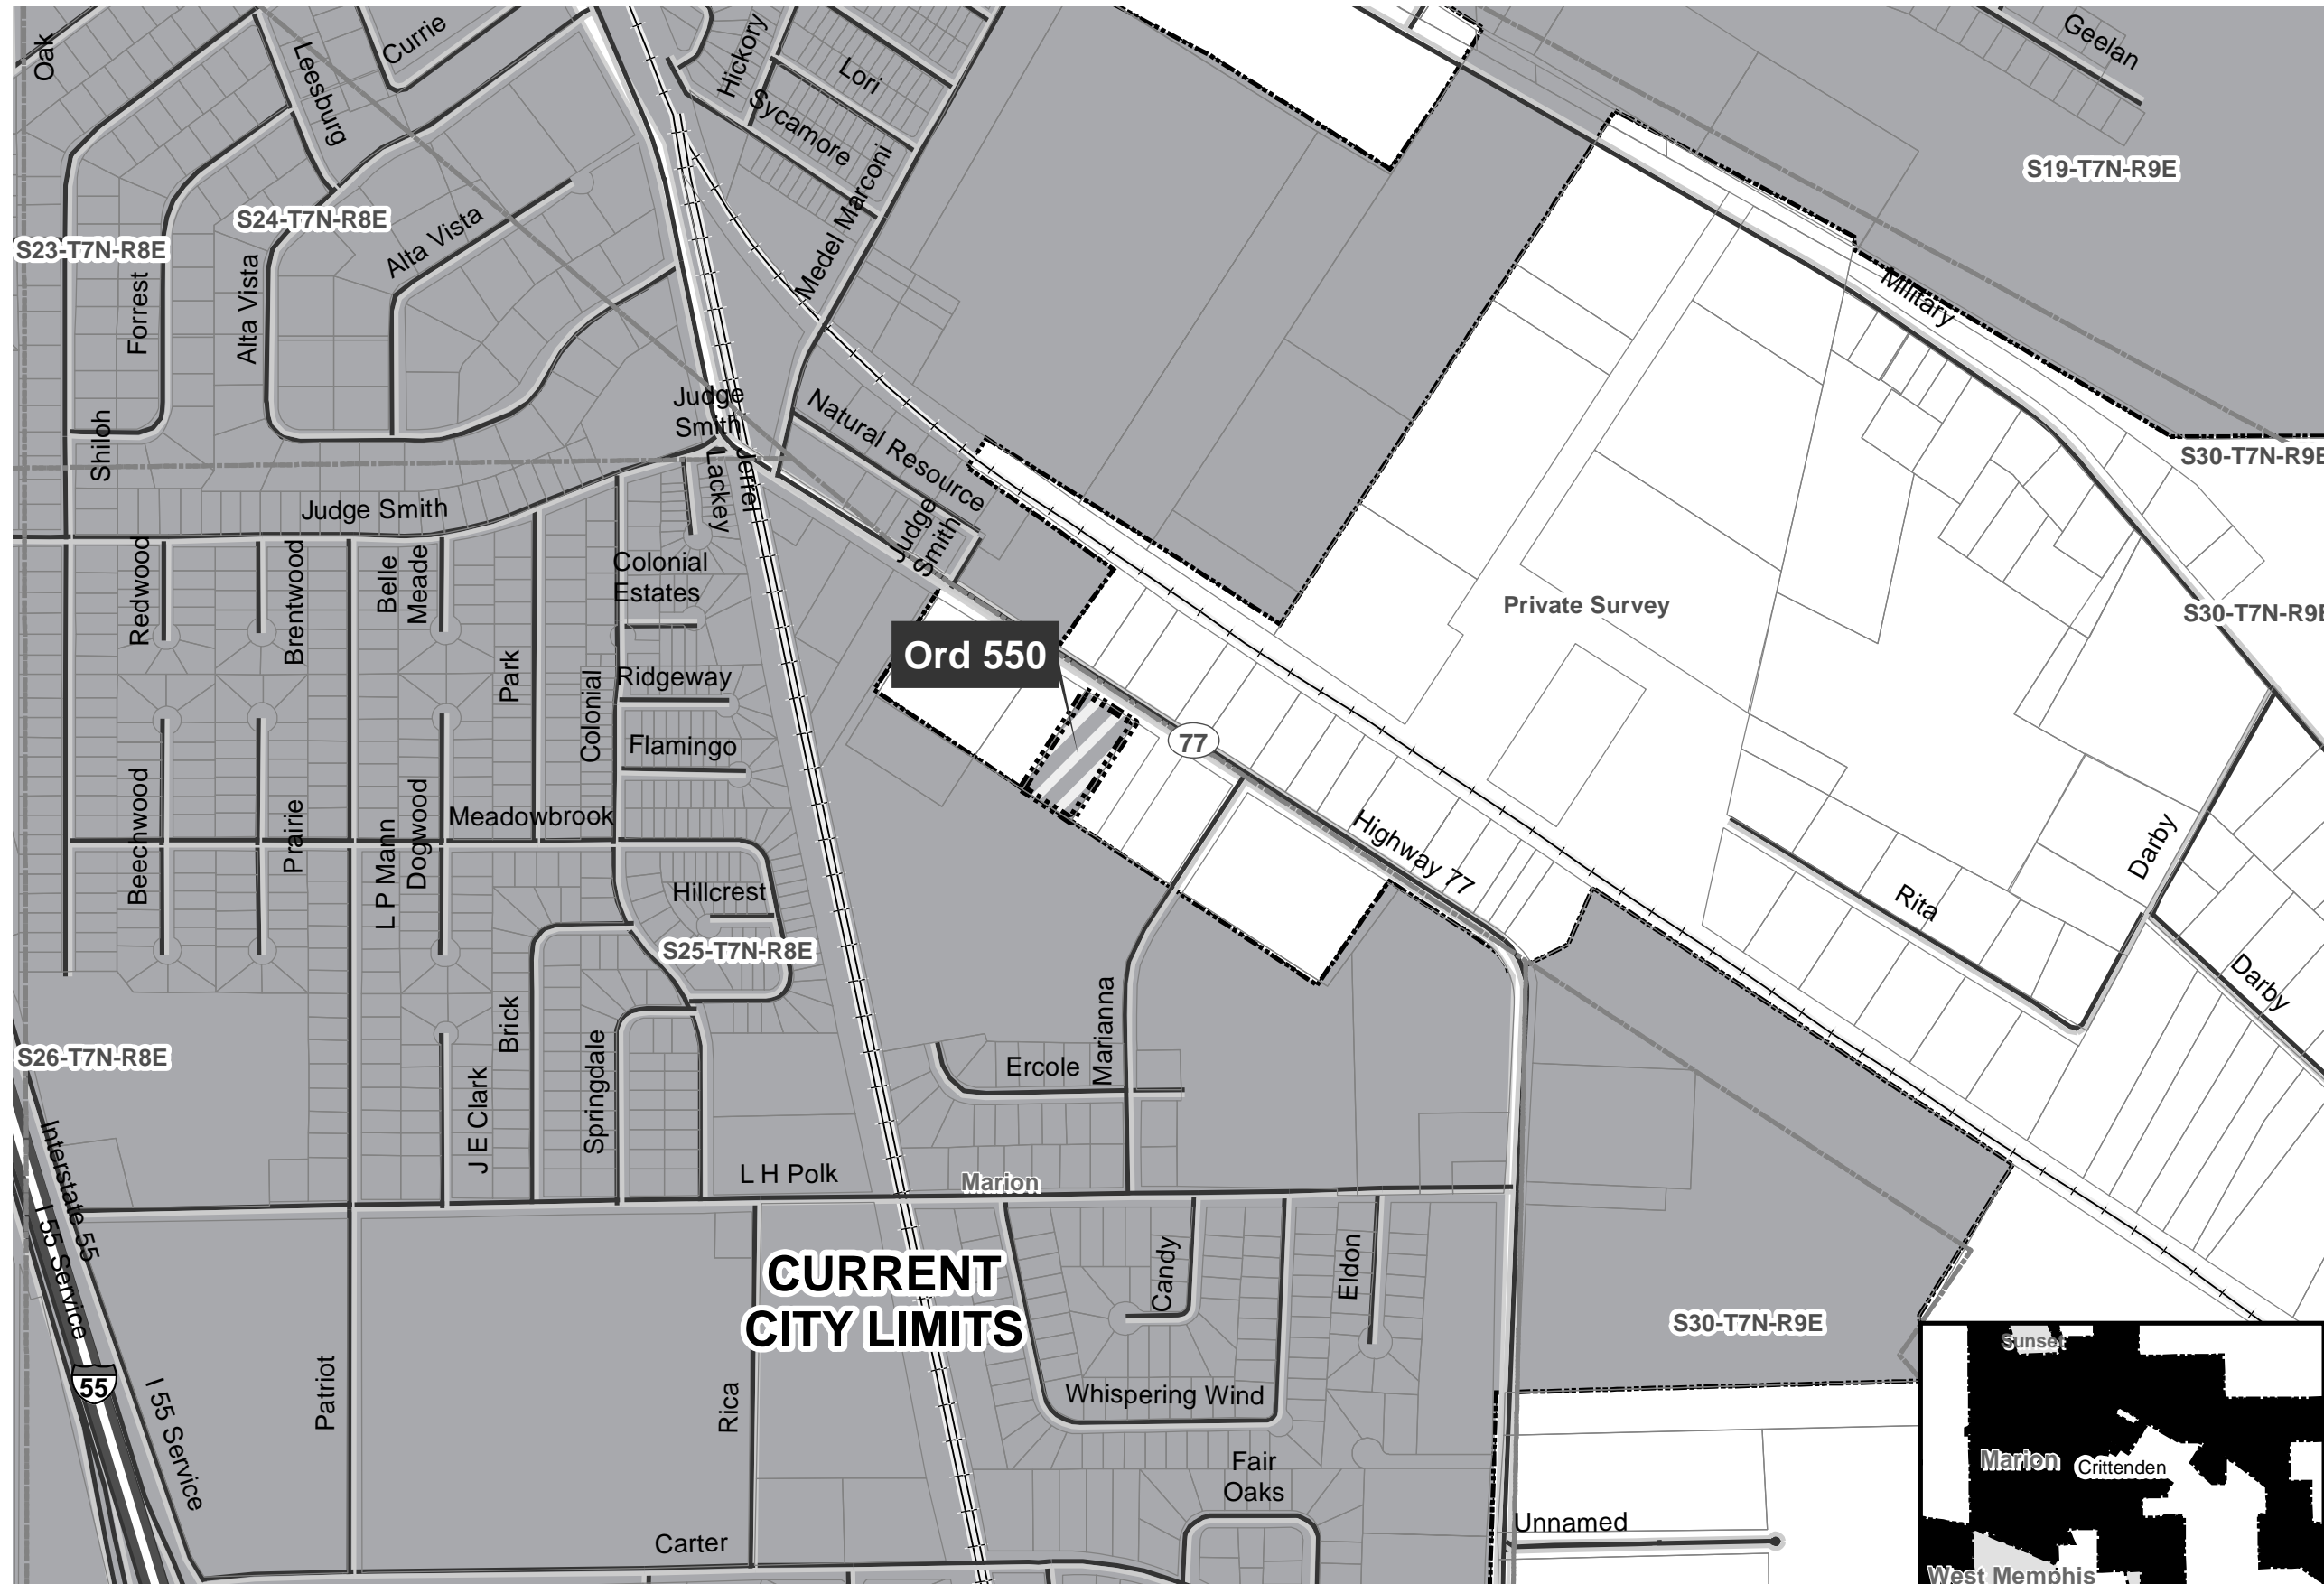 Oak
Leesburg
Currie
Hickory
Lori
Sycamore
Medel Marconi
Geelan
S19-T7N-R9E
S24-T7N-R8E
S23-T7N-R8E
Forrest
Alta Vista
Alta Vista
Military
Shiloh
Judge
Smith
Natural Resource
Lackey
Jerrel
S30-T7N-R9E
Judge Smith
Judge
Smith
Redwood
Brentwood
Belle
Meade
Colonial
Estates
Park
Colonial
Ridgeway
Ord 550
Private Survey
S30-T7N-R9E
Flamingo
77
Beechwood
Prairie
L P Mann
Dogwood
Meadowbrook
Highway 77
Darby
Hillcrest
Rita
S25-T7N-R8E
Darby
Brick
Marianna
S26-T7N-R8E
J E Clark
Springdale
Ercole
Interstate 55
I 55 Service
L H Polk
Marion
CURRENT
CITY LIMITS
Candy
Eldon
S30-T7N-R9E
55
I 55 Service
Patriot
Rica
Whispering Wind
Fair
Oaks
Carter
Unnamed
Sunset
Marion
Crittenden
West Memphis